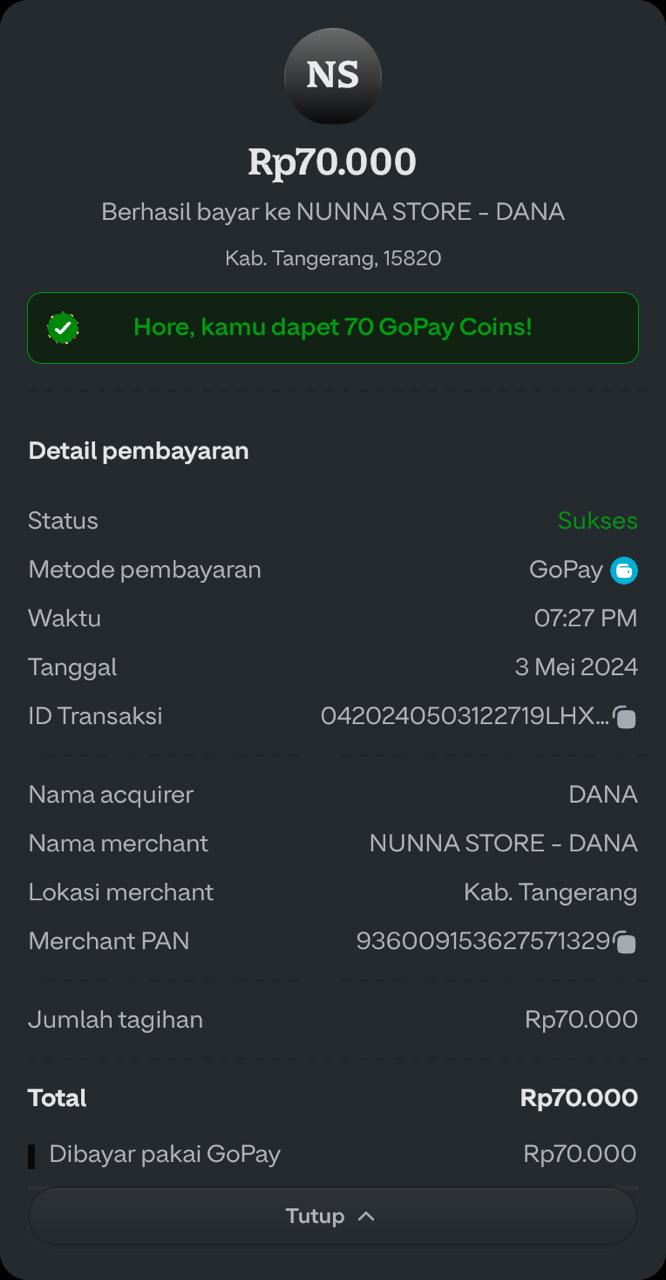 NS
Rp70.000
Berhasil bayar ke NUNNA STORE - DANA
Kab. Tangerang, 15820
Hore, kamu dapet 70 GoPay Coins!
Detail pembayaran
Status Sukses
Metode pembayaran GoPay
Waktu 07:27 PM
Tanggal 3 Mei 2024
ID Transaksi 0420240503122719LHX...
Nama acquirer DANA
Nama merchant NUNNA STORE - DANA
Lokasi merchant Kab. Tangerang
Merchant PAN 936009153627571329
Jumlah tagihan Rp70.000
Total Rp70.000
Dibayar pakai GoPay Rp70.000
Tutup